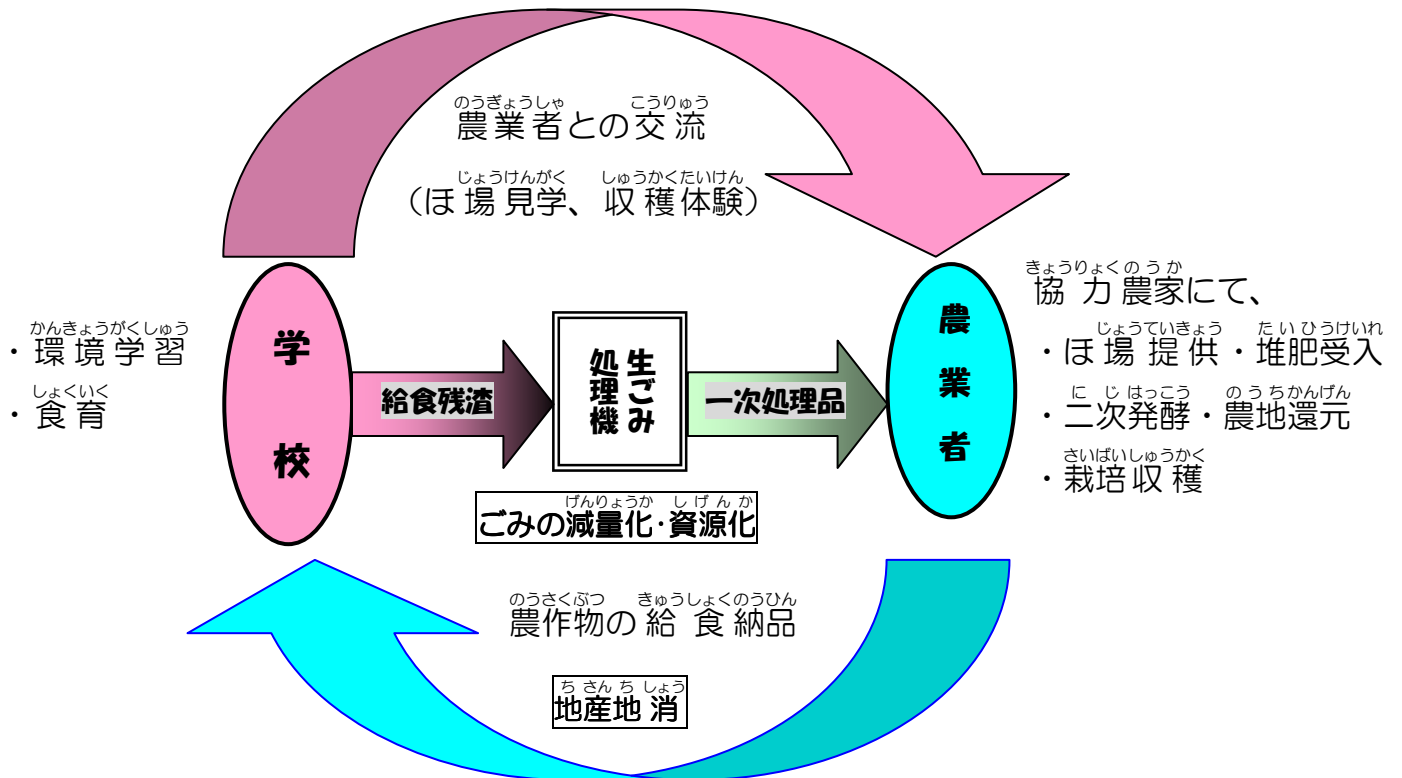 のうぎょうしゃ こうりゅう
農業者との交流
じょうけんがく しゅうかくたいけん
(ほ場見学、収穫体験)
かんきょうがくしゅう
・環境学習
しょくいく
・食育
学校
給食残渣
生ごみ
処理機
一次処理品
農業者
きょうりょくのうか
協力農家にて、
じょうていきょう たいひうけいれ
・ほ場提供・堆肥受入
にじはっこう のうちかんげん
・二次発酵・農地還元
さいばいしゅうかく
・栽培収穫
げんりょうか しげんか
ごみの減量化・資源化
のうさくぶつ きゅうしょくのうひん
農作物の給食納品
ちさんちしょう
地産地消